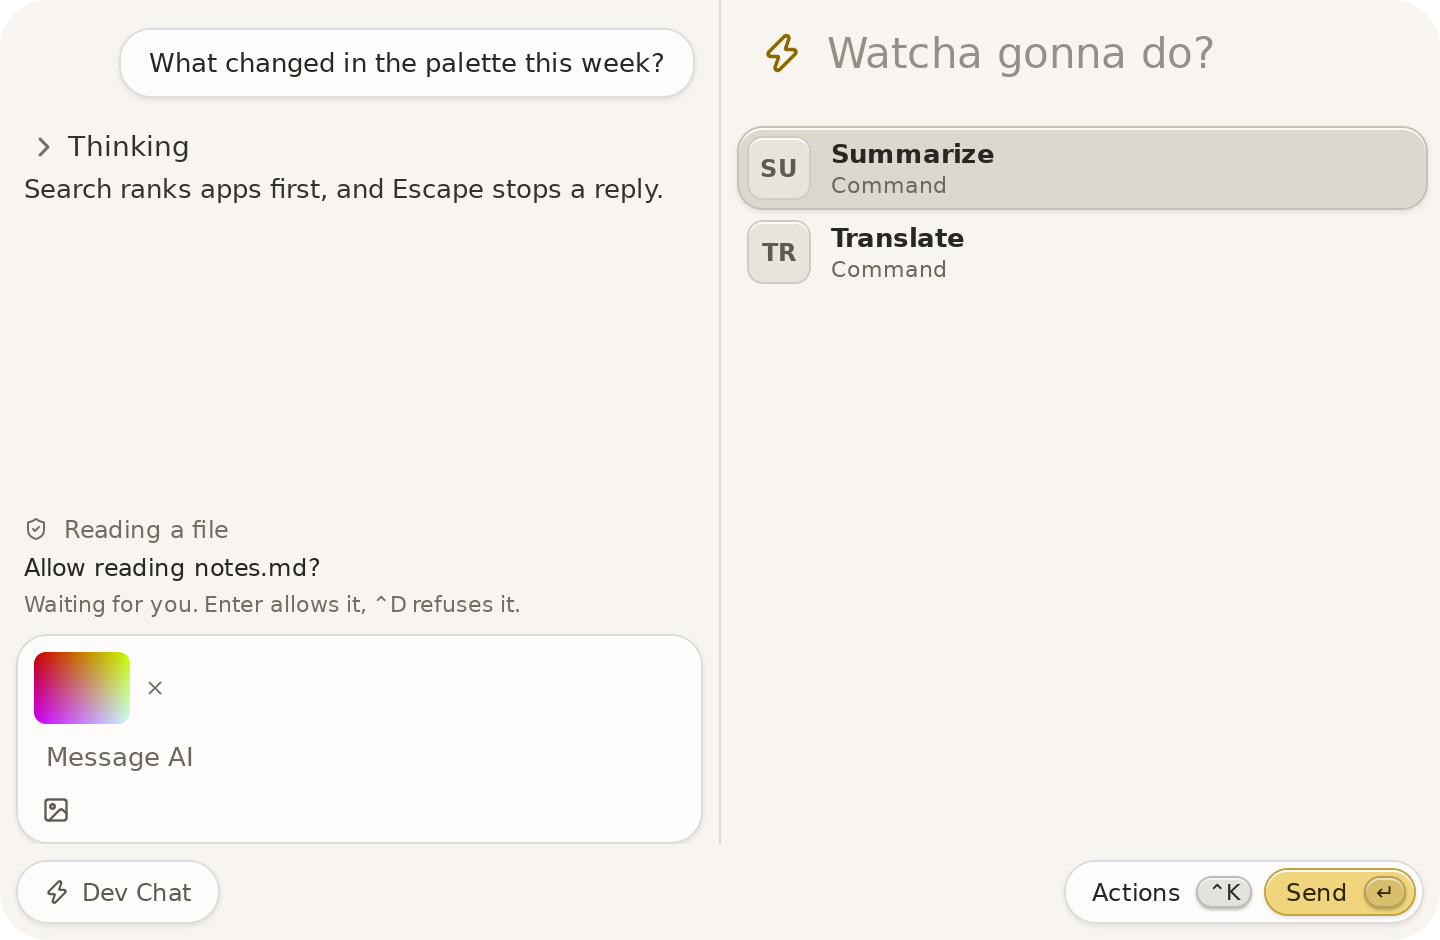 What changed in the palette this week?
Thinking
Search ranks apps first, and Escape stops a reply.
Reading a file
Allow reading notes.md?
Waiting for you. Enter allows it, ^D refuses it.
Message AI
Dev Chat
Watcha gonna do?
SU
Summarize
Command
TR
Translate
Command
Actions ^K Send ↵